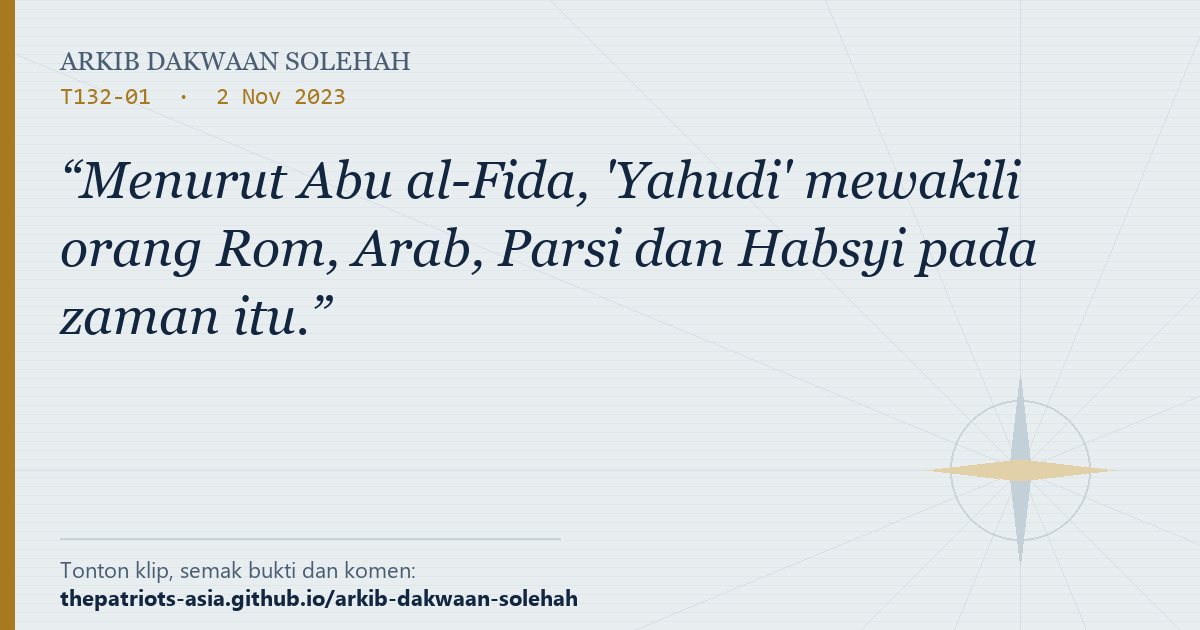 ARKIB DAKWAAN SOLEHAH
T132-01 · 2 Nov 2023
“Menurut Abu al-Fida, 'Yahudi' mewakili
orang Rom, Arab, Parsi dan Habsyi pada
zaman itu.”
Tonton klip, semak bukti dan komen:
thepatriots-asia.github.io/arkib-dakwaan-solehah